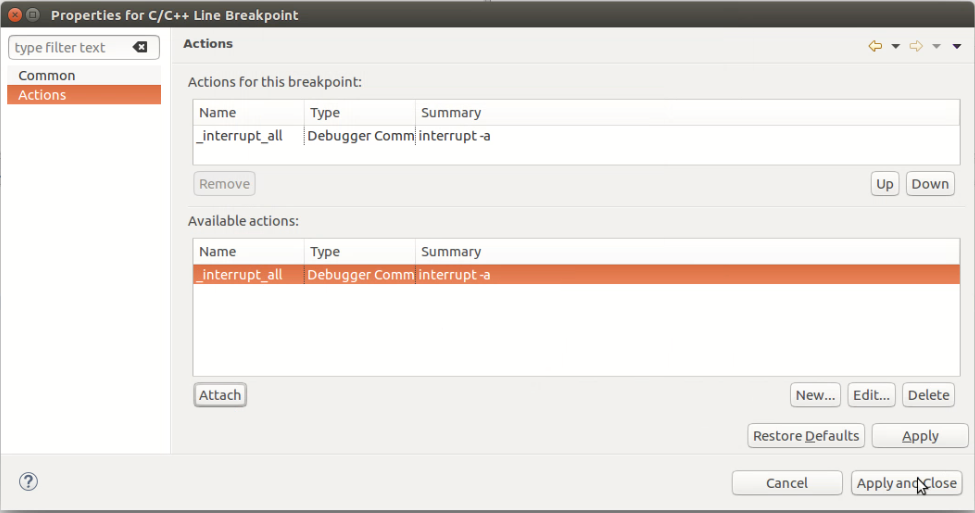 Properties for C/C++ Line Breakpoint
type filter text
Common
Actions
Actions
Actions for this breakpoint:
Name Type Summary
_interrupt_all Debugger Comm interrupt -a
Remove Up Down
Available actions:
Name Type Summary
_interrupt_all Debugger Comm interrupt -a
Attach New... Edit... Delete
Restore Defaults Apply
? Cancel Apply and Close